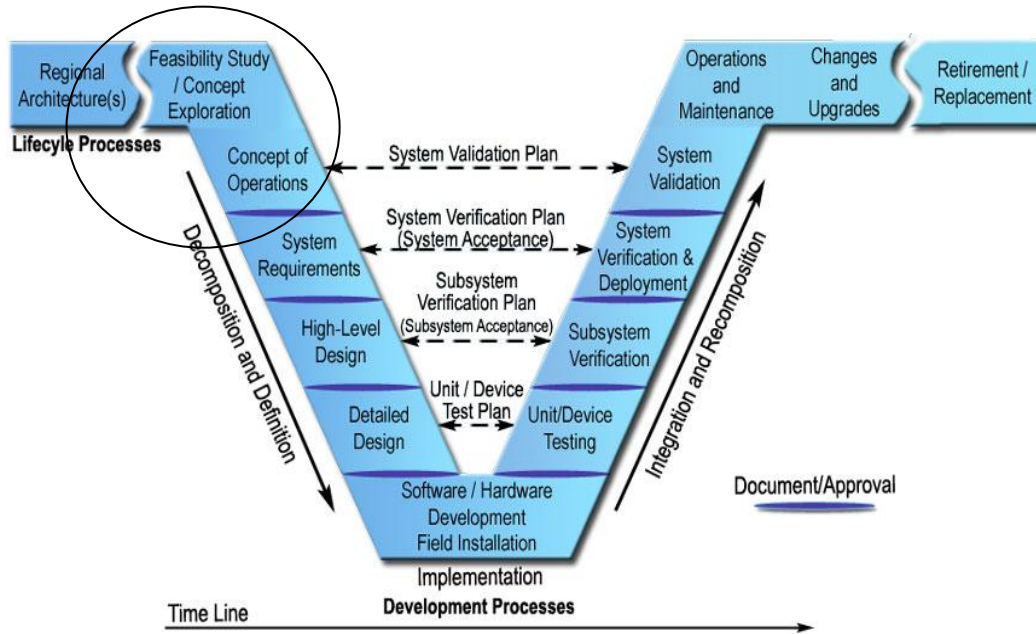 Regional
Architecture(s)
Feasibility Study
/ Concept
Exploration
Operations
and
Maintenance
Changes
and
Upgrades
Retirement /
Replacement
Lifecyle Processes
Concept of
Operations
System Validation Plan
System
Validation
System
Requirements
System Verification Plan
(System Acceptance)
System
Verification &
Deployment
High-Level
Design
Subsystem
Verification Plan
(Subsystem Acceptance)
Subsystem
Verification
Detailed
Design
Unit / Device
Test Plan
Unit/Device
Testing
Decomposition and Definition
Integration and Recomposition
Software / Hardware
Development
Field Installation
Document/Approval
Implementation
Development Processes
Time Line